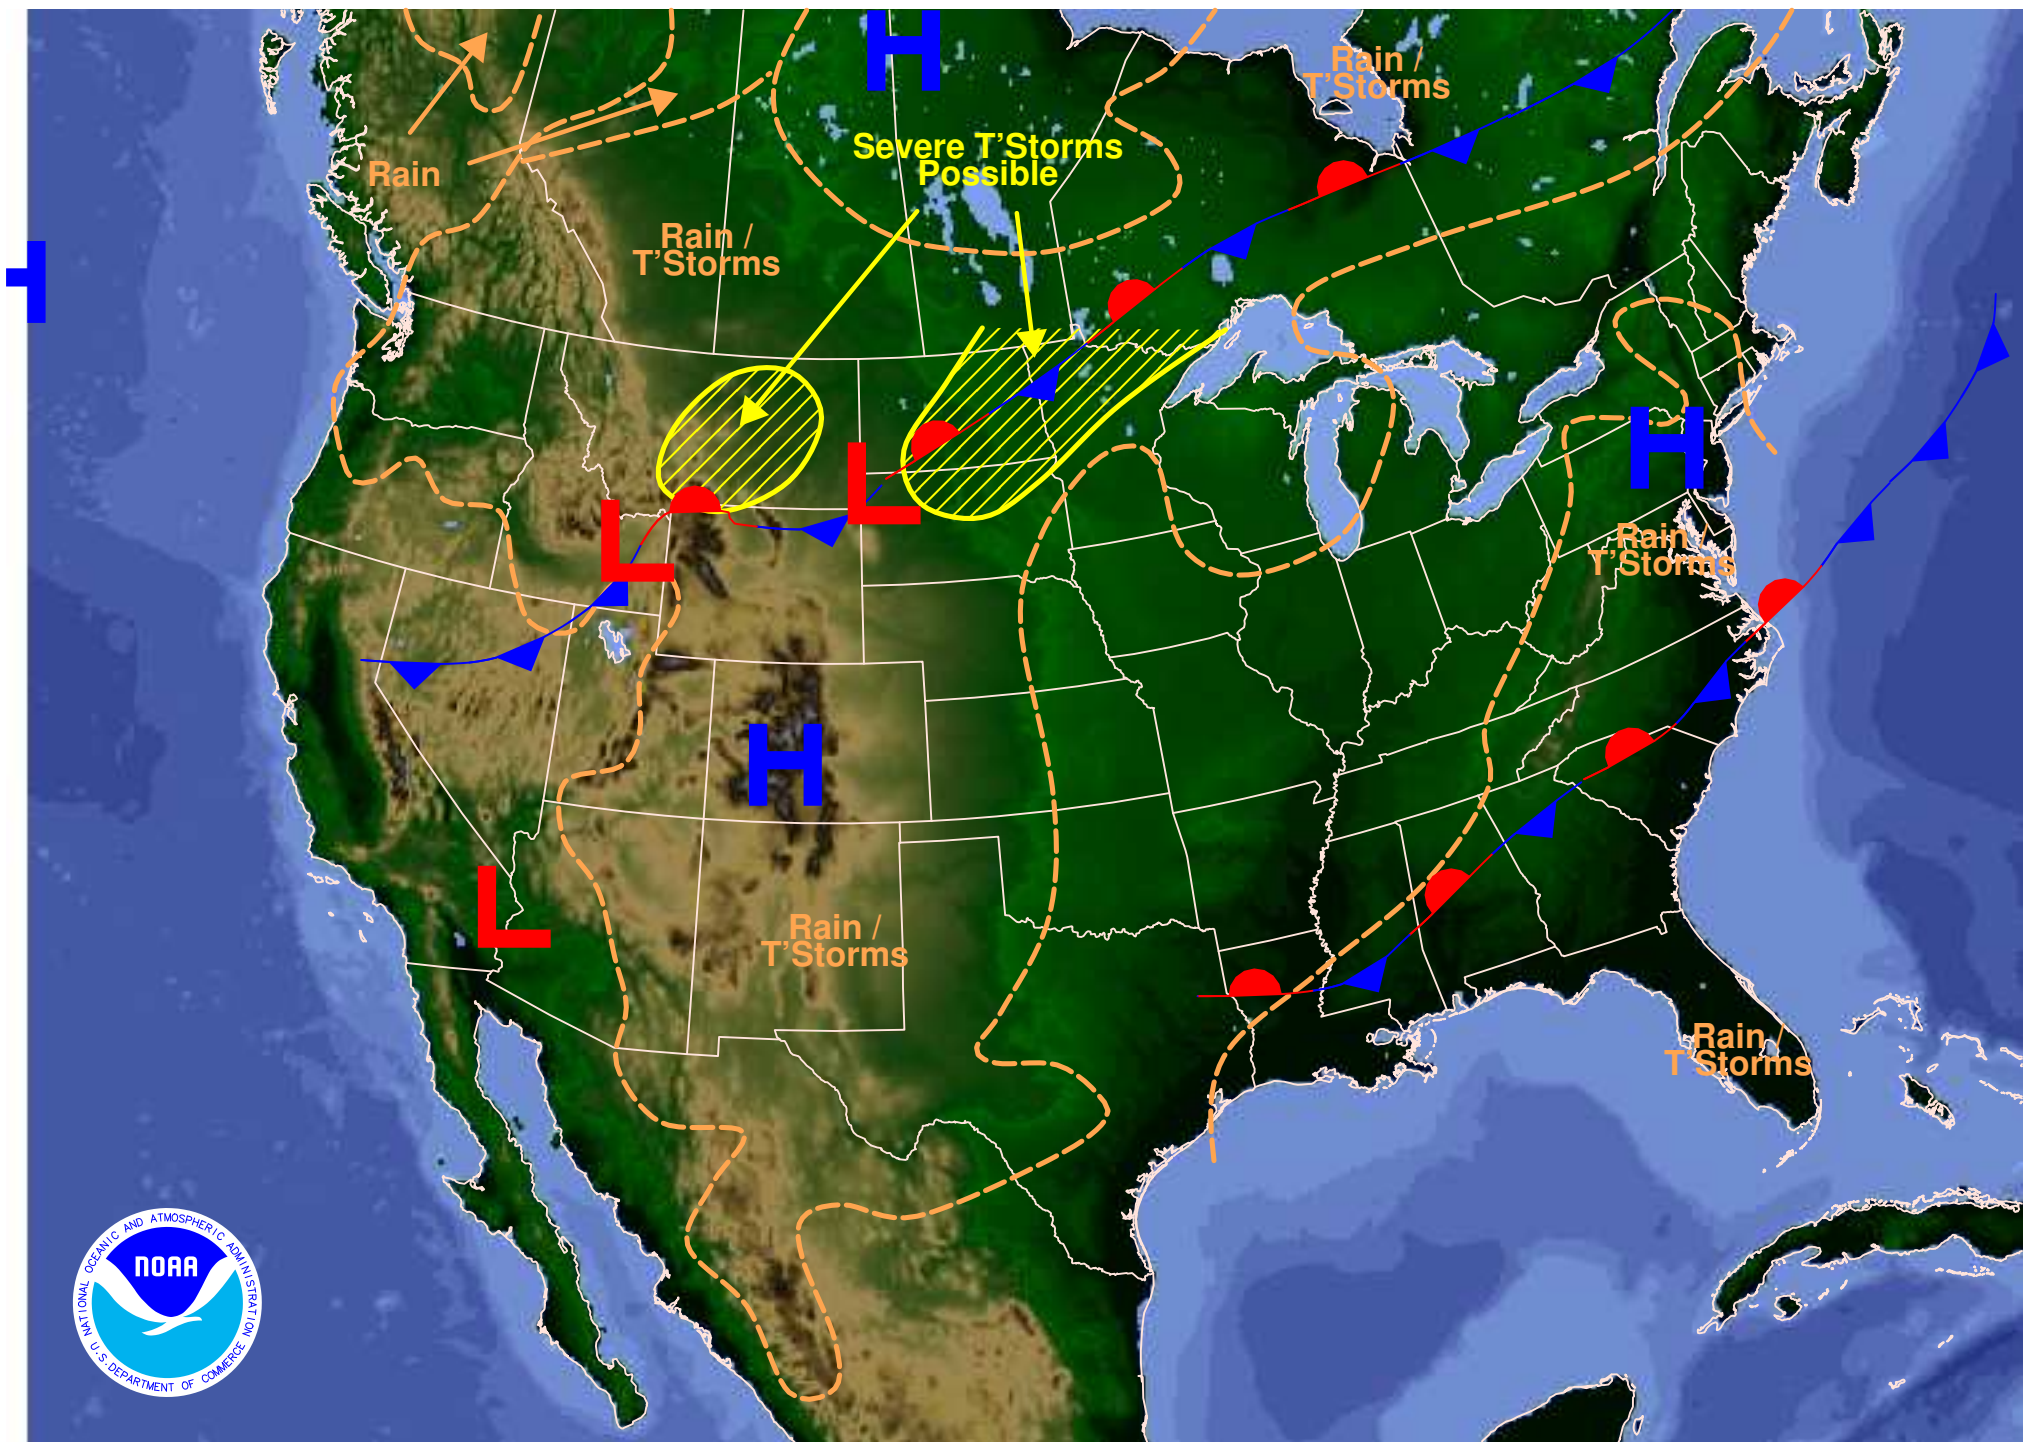 Rain /
T'Storms
Severe T'Storms
Possible
Rain
Rain /
T'Storms
Rain /
T'Storms
Rain /
T'Storms
Rain /
T'Storms
H
H
H
H
L
L
L
NOAA
NATIONAL OCEANIC AND ATMOSPHERIC ADMINISTRATION
U.S. DEPARTMENT OF COMMERCE